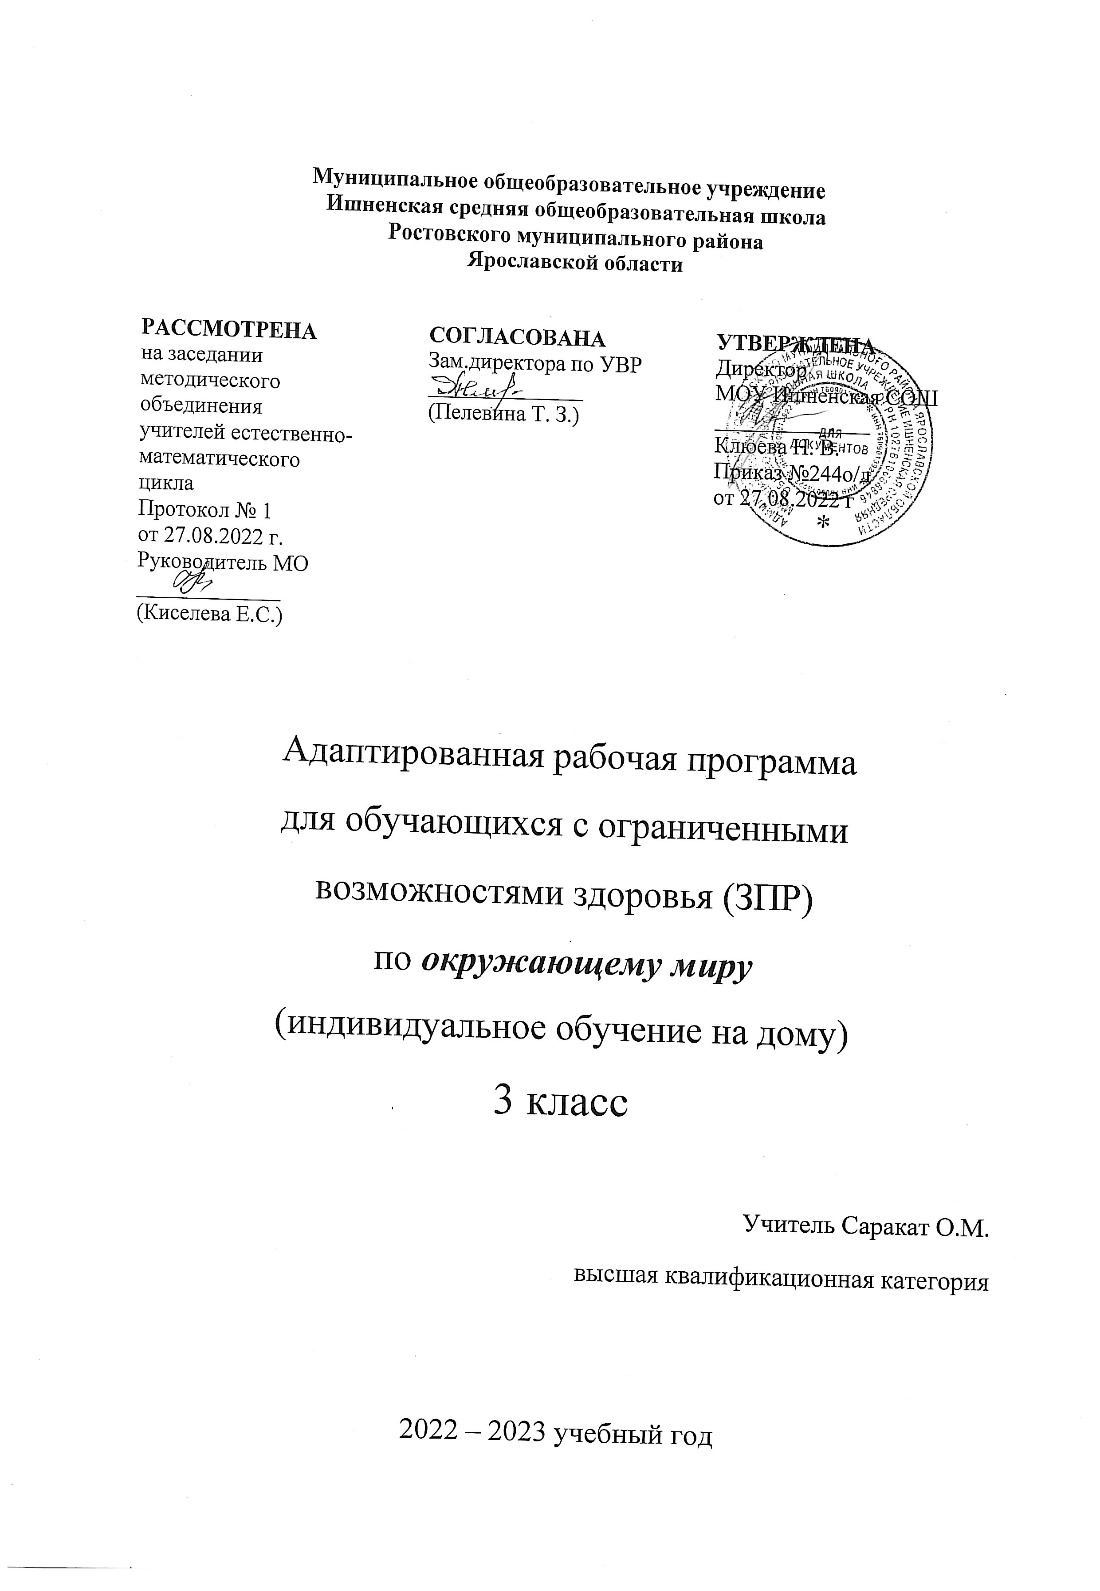 Муниципальное общеобразовательное учреждение
Ишненская средняя общеобразовательная школа
Ростовского муниципального района
Ярославской области
РАССМОТРЕНА
на заседании
методического
объединения
учителей естественно-
математического
цикла
Протокол № 1
от 27.08.2022 г.
Руководитель МО
(Киселева Е.С.)
СОГЛАСОВАНА
Зам.директора по УВР
(Пелевина Т. З.)
УТВЕРЖДЕНА
Директор
МОУ Ишненская СОШ
Клюева Н. В.
Приказ №244о/д
от 27.08.2022 г
ДЛЯ
ДОКУМЕНТОВ
Адаптированная рабочая программа
для обучающихся с ограниченными
возможностями здоровья (ЗПР)
по окружающему миру
(индивидуальное обучение на дому)
3 класс
Учитель Саракат О.М.
высшая квалификационная категория
2022 – 2023 учебный год